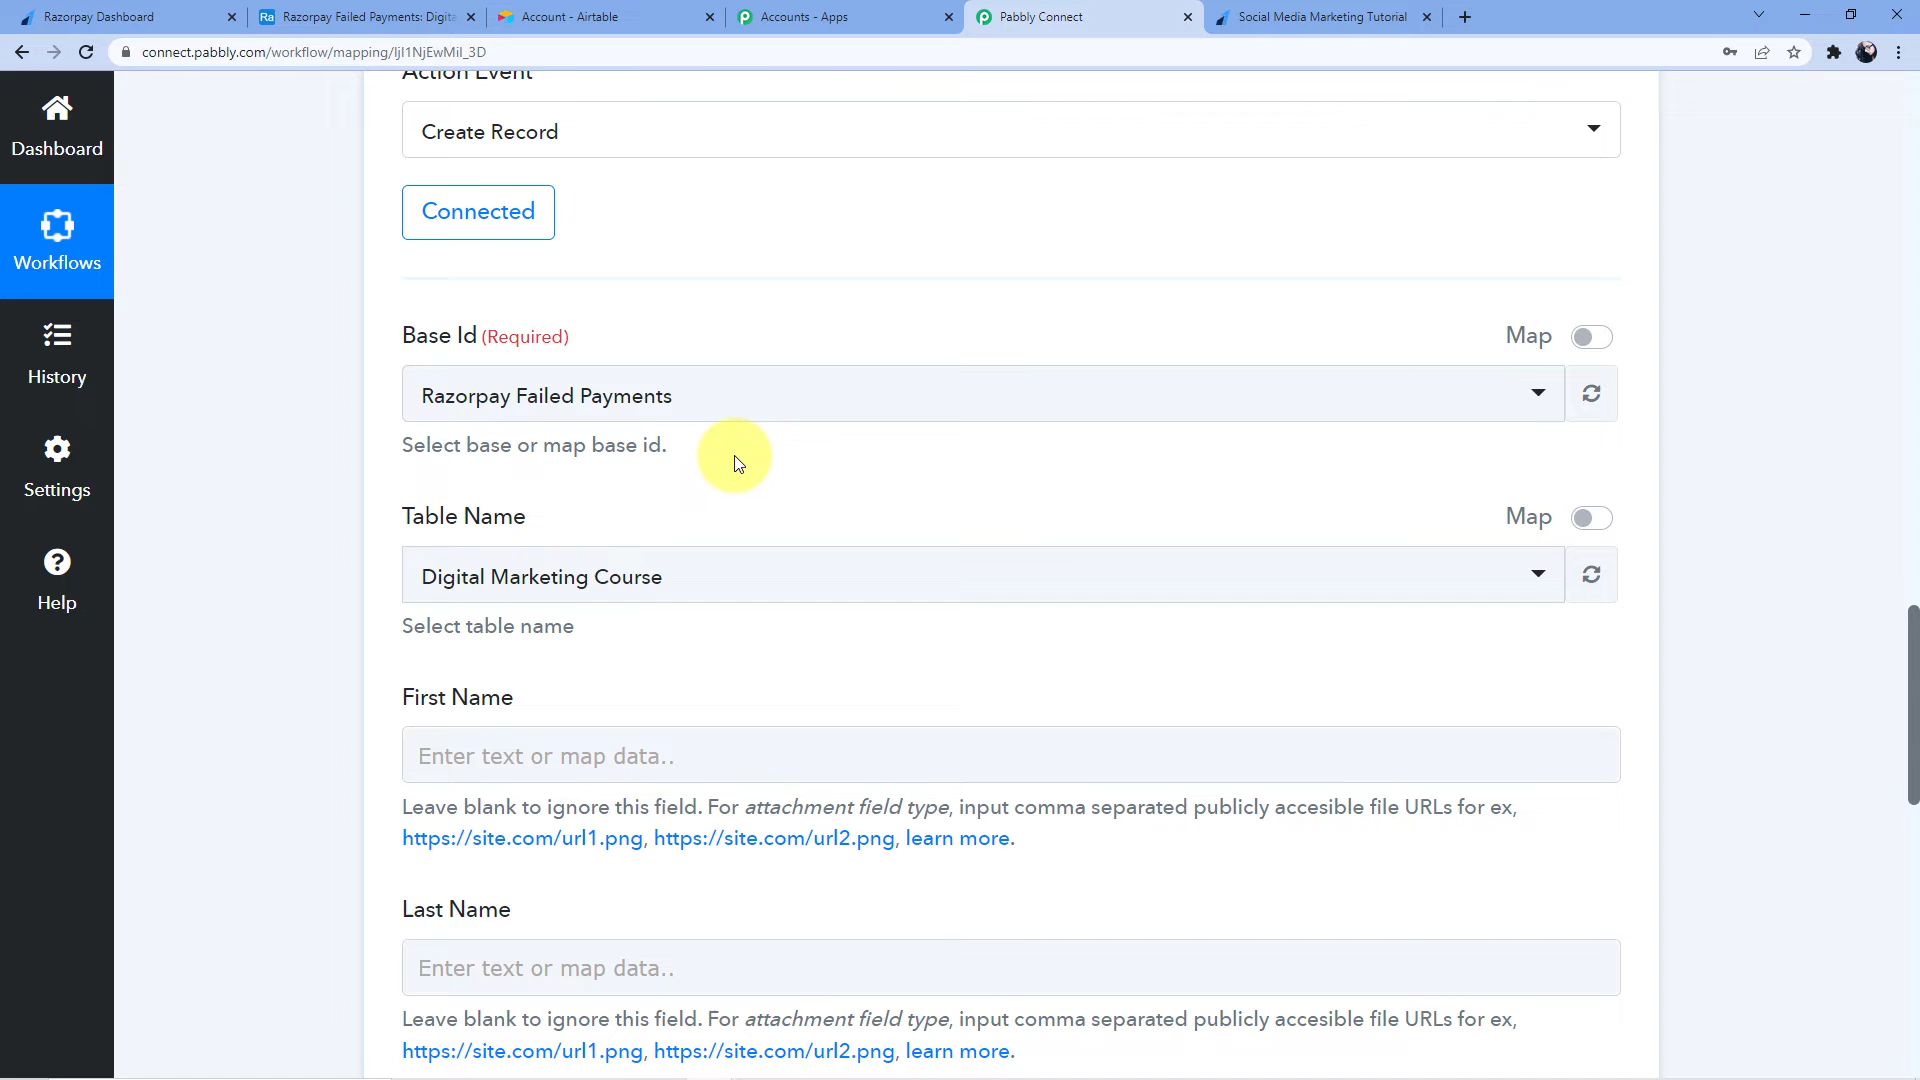 Razorpay Dashboard
Razorpay Failed Payments: Digita
Account - Airtable
Accounts - Apps
Pabbly Connect
Social Media Marketing Tutorial
connect.pabbly.com/workflow/mapping/IjI1NjEwMiI_3D
Dashboard
Workflows
History
Settings
Help
Action Event
Create Record
Connected
Base Id (Required)
Map
Razorpay Failed Payments
Select base or map base id.
Table Name
Map
Digital Marketing Course
Select table name
First Name
Enter text or map data..
Leave blank to ignore this field. For attachment field type, input comma separated publicly accesible file URLs for ex,
https://site.com/url1.png, https://site.com/url2.png, learn more.
Last Name
Enter text or map data..
Leave blank to ignore this field. For attachment field type, input comma separated publicly accesible file URLs for ex,
https://site.com/url1.png, https://site.com/url2.png, learn more.